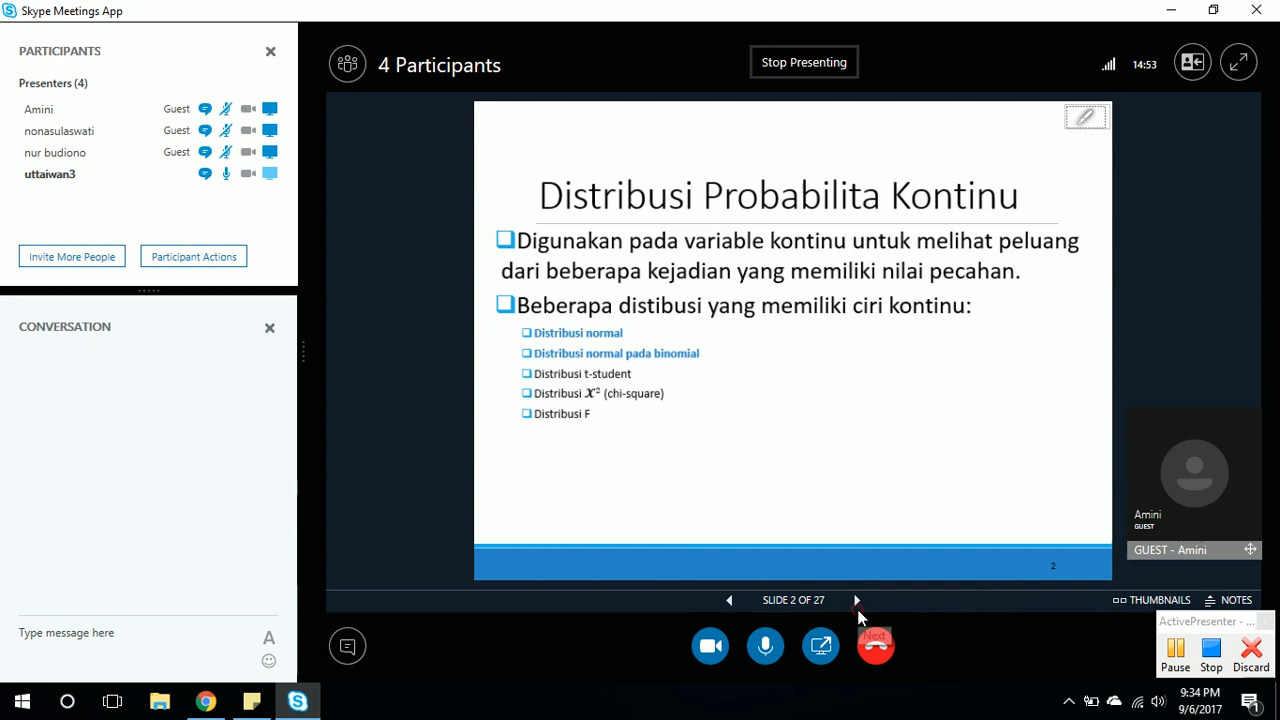 Skype Meetings App
PARTICIPANTS
Presenters (4)
Amini Guest
nonasulaswati Guest
nur budiono Guest
uttaiwan3
Invite More People Participant Actions
CONVERSATION
Type message here
A
4 Participants
Stop Presenting
14:53
Distribusi Probabilita Kontinu
Digunakan pada variable kontinu untuk melihat peluang
dari beberapa kejadian yang memiliki nilai pecahan.
Beberapa distibusi yang memiliki ciri kontinu:
Distribusi normal
Distribusi normal pada binomial
Distribusi t-student
Distribusi X² (chi-square)
Distribusi F
2
Amini
GUEST
GUEST - Amini
SLIDE 2 OF 27
THUMBNAILS NOTES
Next
ActivePresenter - ...
Pause Stop Discard
9:34 PM
9/6/2017
1